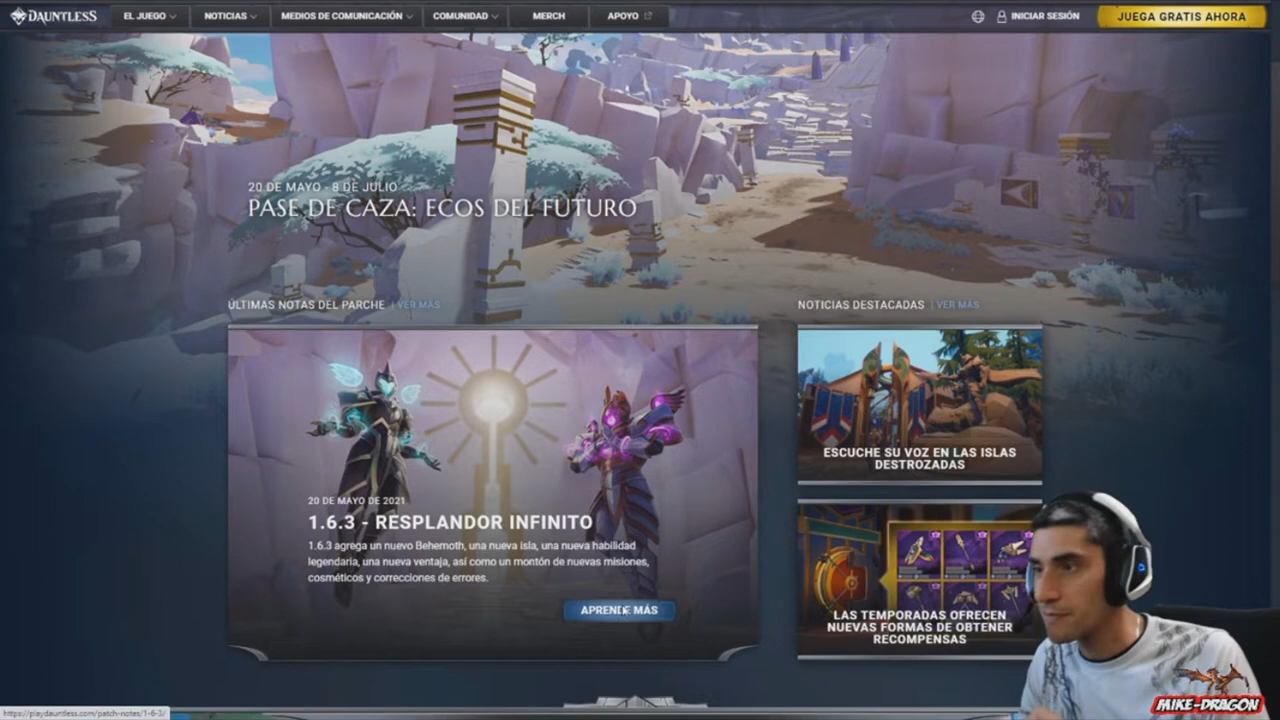 DAUNTLESS
EL JUEGO
NOTICIAS
MEDIOS DE COMUNICACIÓN
COMUNIDAD
MERCH
APOYO
INICIAR SESIÓN
JUEGA GRATIS AHORA
20 DE MAYO - 8 DE JULIO
PASE DE CAZA: ECOS DEL FUTURO
ÚLTIMAS NOTAS DEL PARCHE | VER MÁS
NOTICIAS DESTACADAS | VER MÁS
20 DE MAYO DE 2021
1.6.3 - RESPLANDOR INFINITO
1.6.3 agrega un nuevo Behemoth, una nueva isla, una nueva habilidad
legendaria, una nueva ventaja, así como un montón de nuevas misiones,
cosméticos y correcciones de errores.
APRENDE MÁS
ESCUCHE SU VOZ EN LAS ISLAS
DESTROZADAS
LAS TEMPORADAS OFRECEN
NUEVAS FORMAS DE OBTENER
RECOMPENSAS
https://playdauntless.com/patch-notes/1-6-3/
MIKE-DRAGON